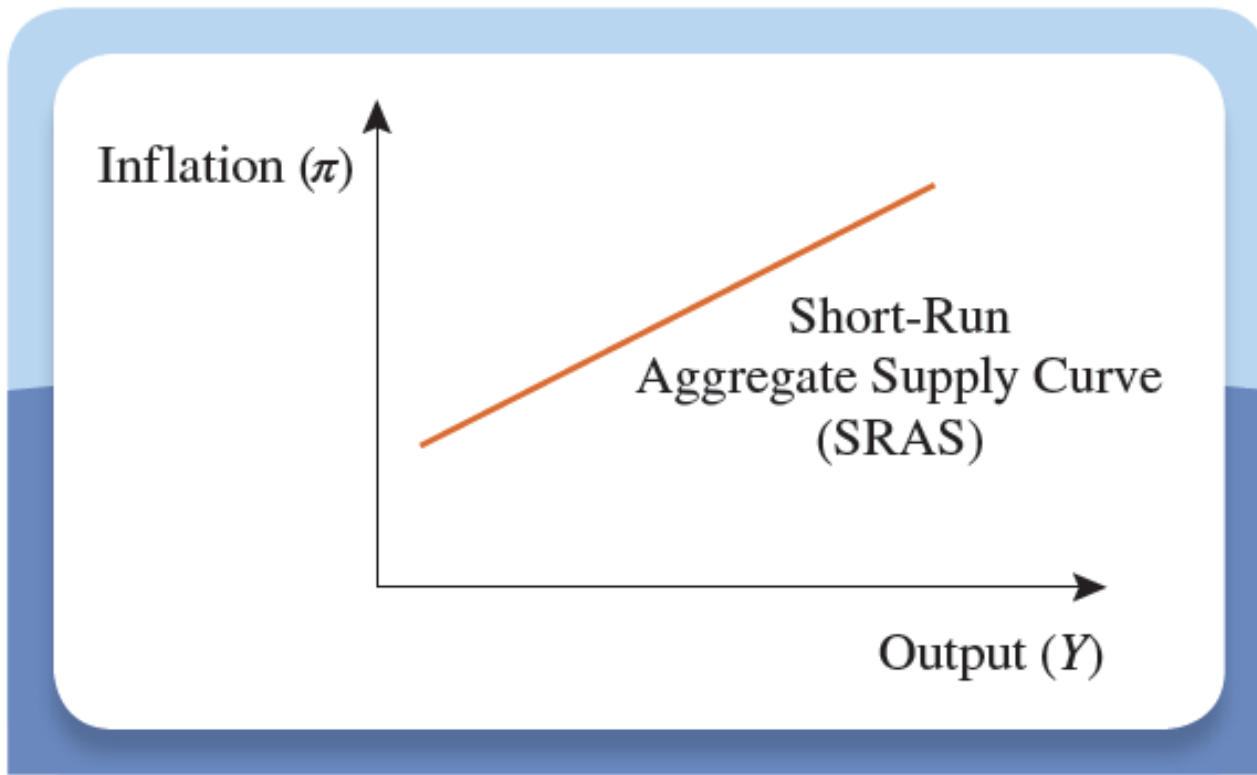 Inflation (π)
Short-Run
Aggregate Supply Curve
(SRAS)
Output (Y)